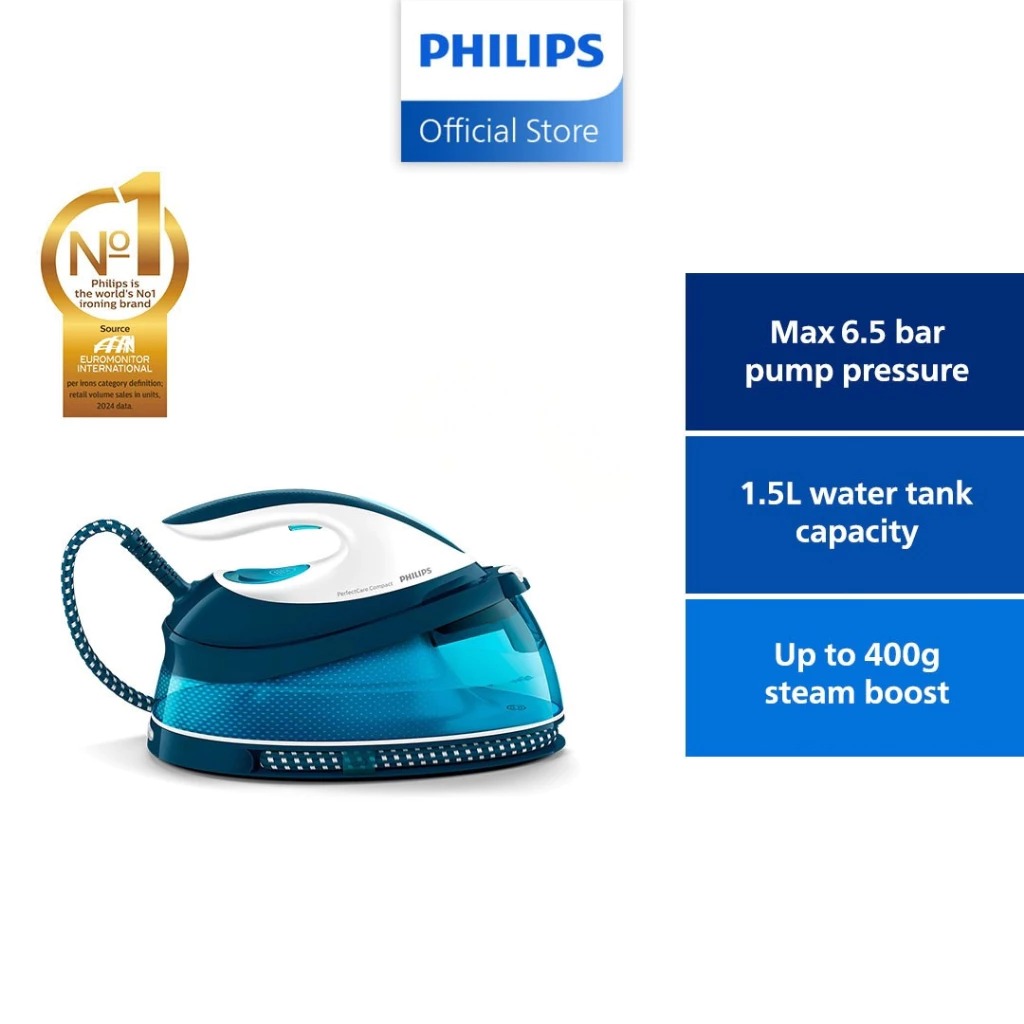 PHILIPS
Official Store
Nº1
Philips is
the world's No1
ironing brand
Source
EUROMONITOR
INTERNATIONAL
per irons category definition;
retail volume sales in units,
2024 data.
Max 6.5 bar
pump pressure
1.5L water tank
capacity
Up to 400g
steam boost
PerfectCare Compact PHILIPS